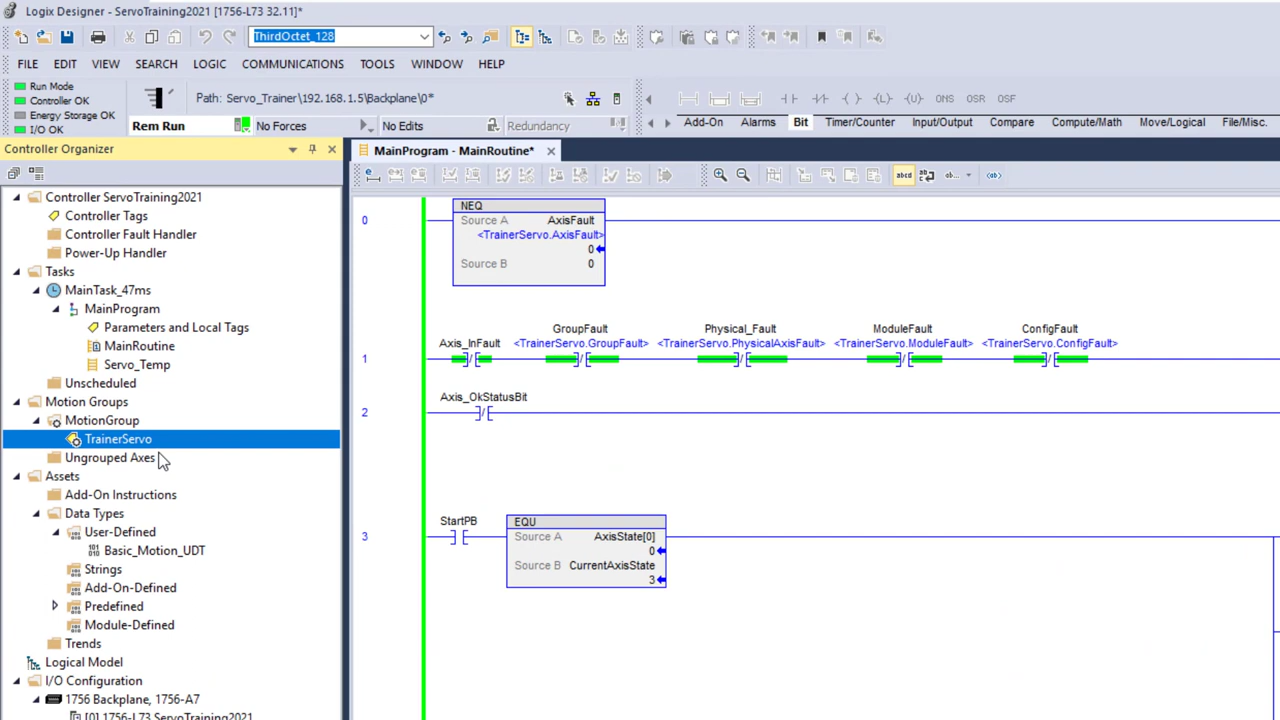 Logix Designer - ServoTraining2021 [1756-L73 32.11]*
ThirdOctet_128
FILE EDIT VIEW SEARCH LOGIC COMMUNICATIONS TOOLS WINDOW HELP
Run Mode
Controller OK
Energy Storage OK
I/O OK
Path: Servo_Trainer\192.168.1.5\Backplane\0*
Rem Run
No Forces
No Edits
Redundancy
ONS OSR OSF
Add-On Alarms Bit Timer/Counter Input/Output Compare Compute/Math Move/Logical File/Misc.
Controller Organizer
MainProgram - MainRoutine*
Controller ServoTraining2021
Controller Tags
Controller Fault Handler
Power-Up Handler
Tasks
MainTask_47ms
MainProgram
Parameters and Local Tags
MainRoutine
Servo_Temp
Unscheduled
Motion Groups
MotionGroup
TrainerServo
Ungrouped Axes
Assets
Add-On Instructions
Data Types
User-Defined
Basic_Motion_UDT
Strings
Add-On-Defined
Predefined
Module-Defined
Trends
Logical Model
I/O Configuration
1756 Backplane, 1756-A7
[0] 1756-L73 ServoTraining2021
0
NEQ
Source A AxisFault
<TrainerServo.AxisFault>
0
Source B 0
1
Axis_InFault
GroupFault
<TrainerServo.GroupFault>
Physical_Fault
<TrainerServo.PhysicalAxisFault>
ModuleFault
<TrainerServo.ModuleFault>
ConfigFault
<TrainerServo.ConfigFault>
2
Axis_OkStatusBit
3
StartPB
EQU
Source A AxisState[0]
0
Source B CurrentAxisState
3